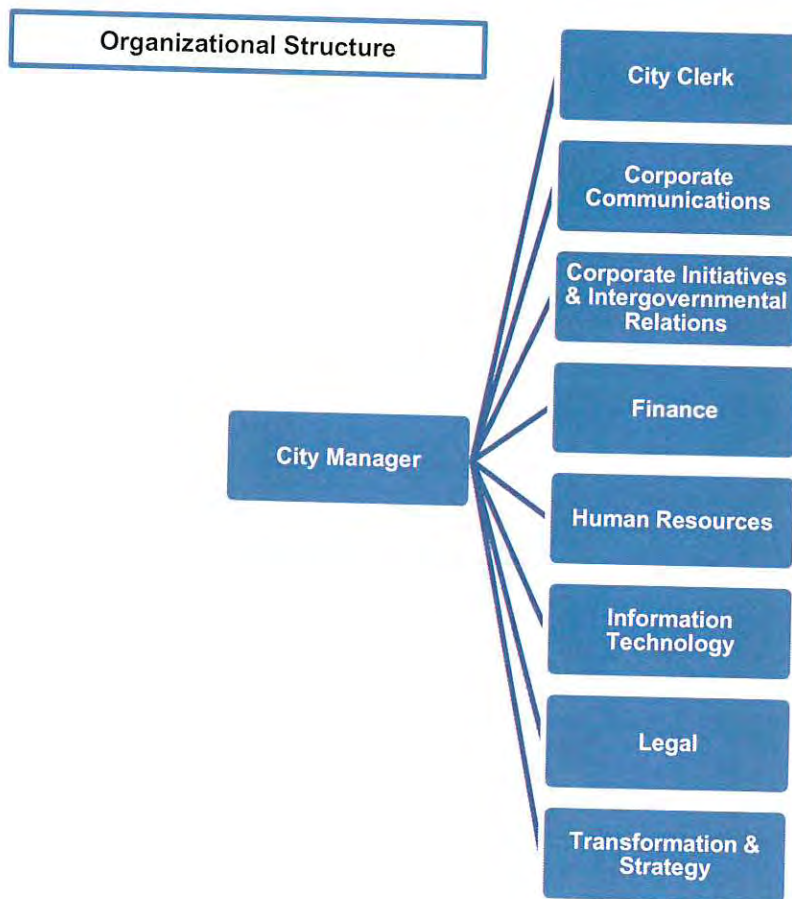 Organizational Structure
City Clerk
Corporate
Communications
Corporate Initiatives
& Intergovernmental
Relations
Finance
City Manager
Human Resources
Information
Technology
Legal
Transformation &
Strategy